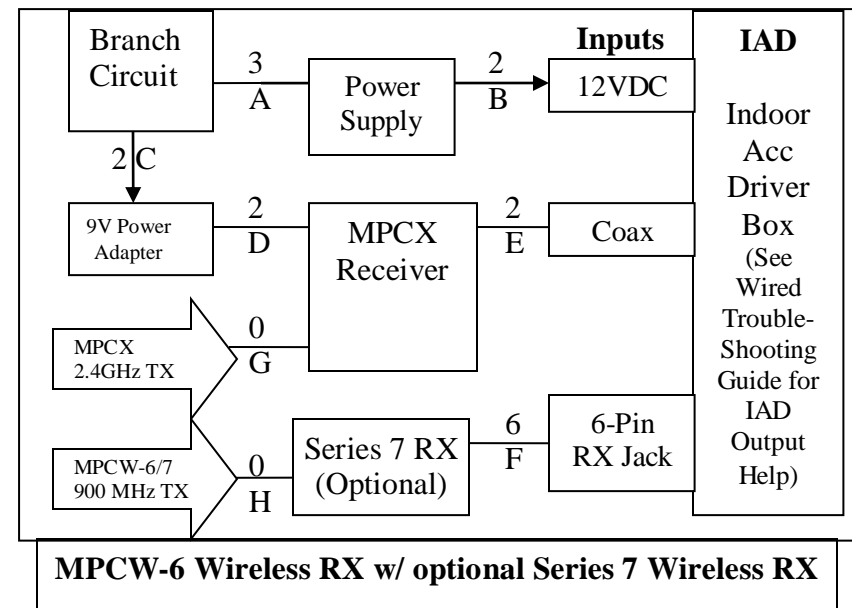 Branch
Circuit
3
A
Power
Supply
2
B
Inputs
12VDC
IAD
Indoor
Acc
Driver
Box
(See
Wired
Trouble-
Shooting
Guide for
IAD
Output
Help)
2 C
9V Power
Adapter
2
D
MPCX
Receiver
2
E
Coax
MPCX
2.4GHz TX
0
G
MPCW-6/7
900 MHz TX
0
H
Series 7 RX
(Optional)
6
F
6-Pin
RX Jack
MPCW-6 Wireless RX w/ optional Series 7 Wireless RX